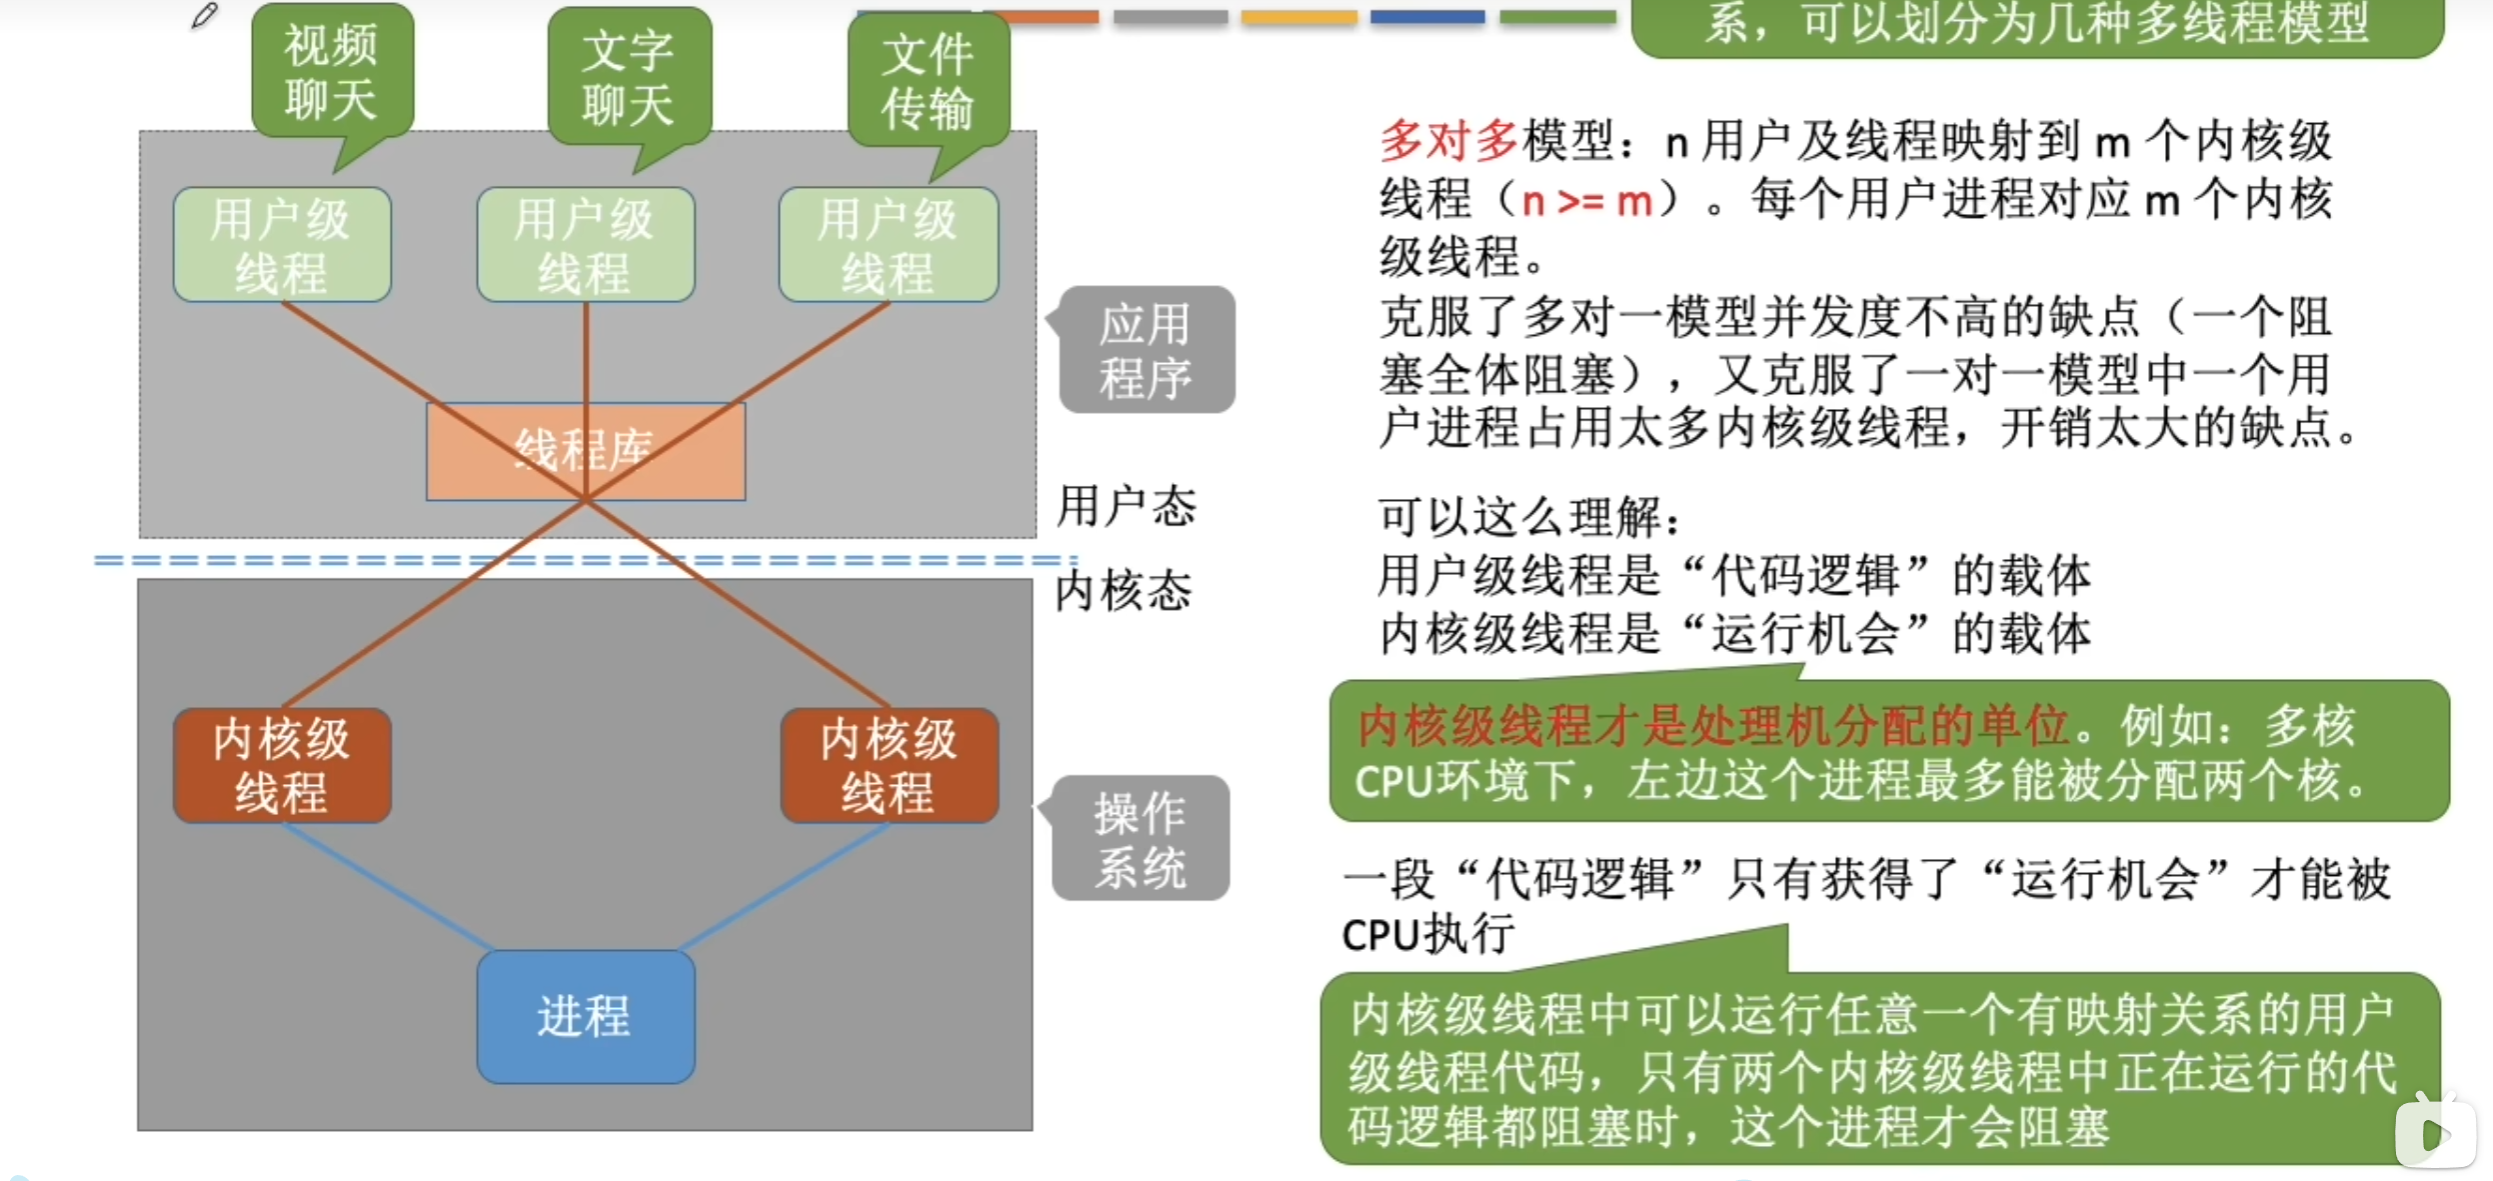 视频
聊天
文字
聊天
文件
传输
系，可以划分为几种多线程模型
用户级
线程
用户级
线程
用户级
线程
应用
程序
线程库
用户态
内核态
内核级
线程
内核级
线程
操作
系统
进程
多对多模型：n 用户及线程映射到 m 个内核级
线程（n >= m）。每个用户进程对应 m 个内核
级线程。
克服了多对一模型并发度不高的缺点（一个阻
塞全体阻塞），又克服了一对一模型中一个用
户进程占用太多内核级线程，开销太大的缺点。
可以这么理解：
用户级线程是“代码逻辑”的载体
内核级线程是“运行机会”的载体
内核级线程才是处理机分配的单位。例如：多核
CPU环境下，左边这个进程最多能被分配两个核。
一段“代码逻辑”只有获得了“运行机会”才能被
CPU执行
内核级线程中可以运行任意一个有映射关系的用户
级线程代码，只有两个内核级线程中正在运行的代
码逻辑都阻塞时，这个进程才会阻塞